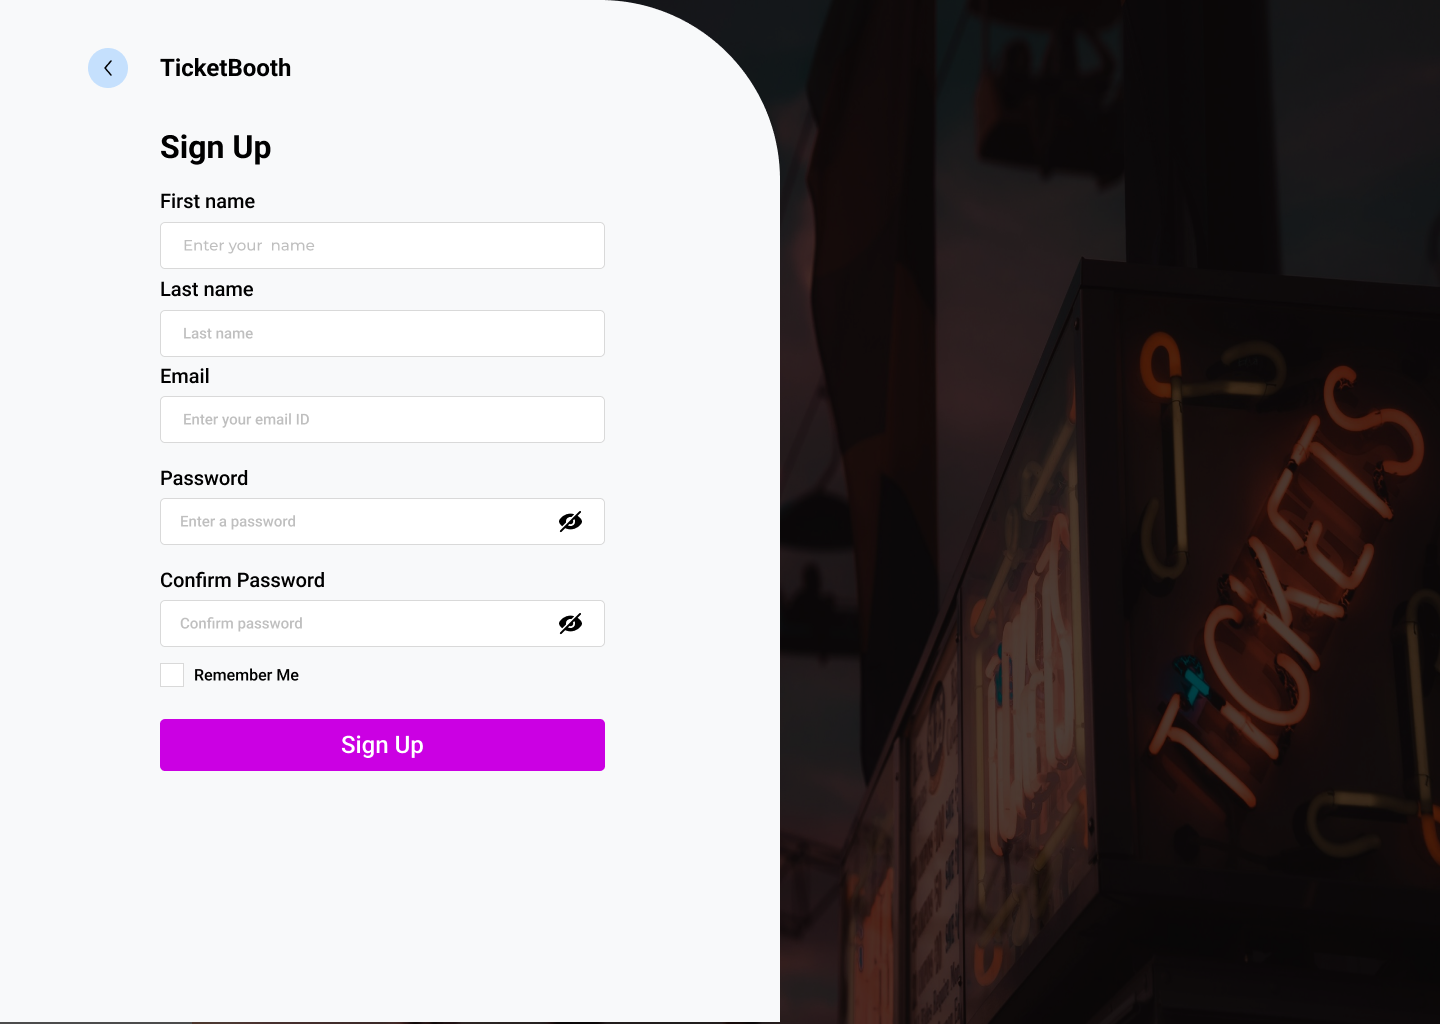 TicketBooth
Sign Up
First name
Enter your  name
Last name
Last name
Email
Enter your email ID
Password
Enter a password
Confirm Password
Confirm password
Remember Me
Sign Up
TiCKETS